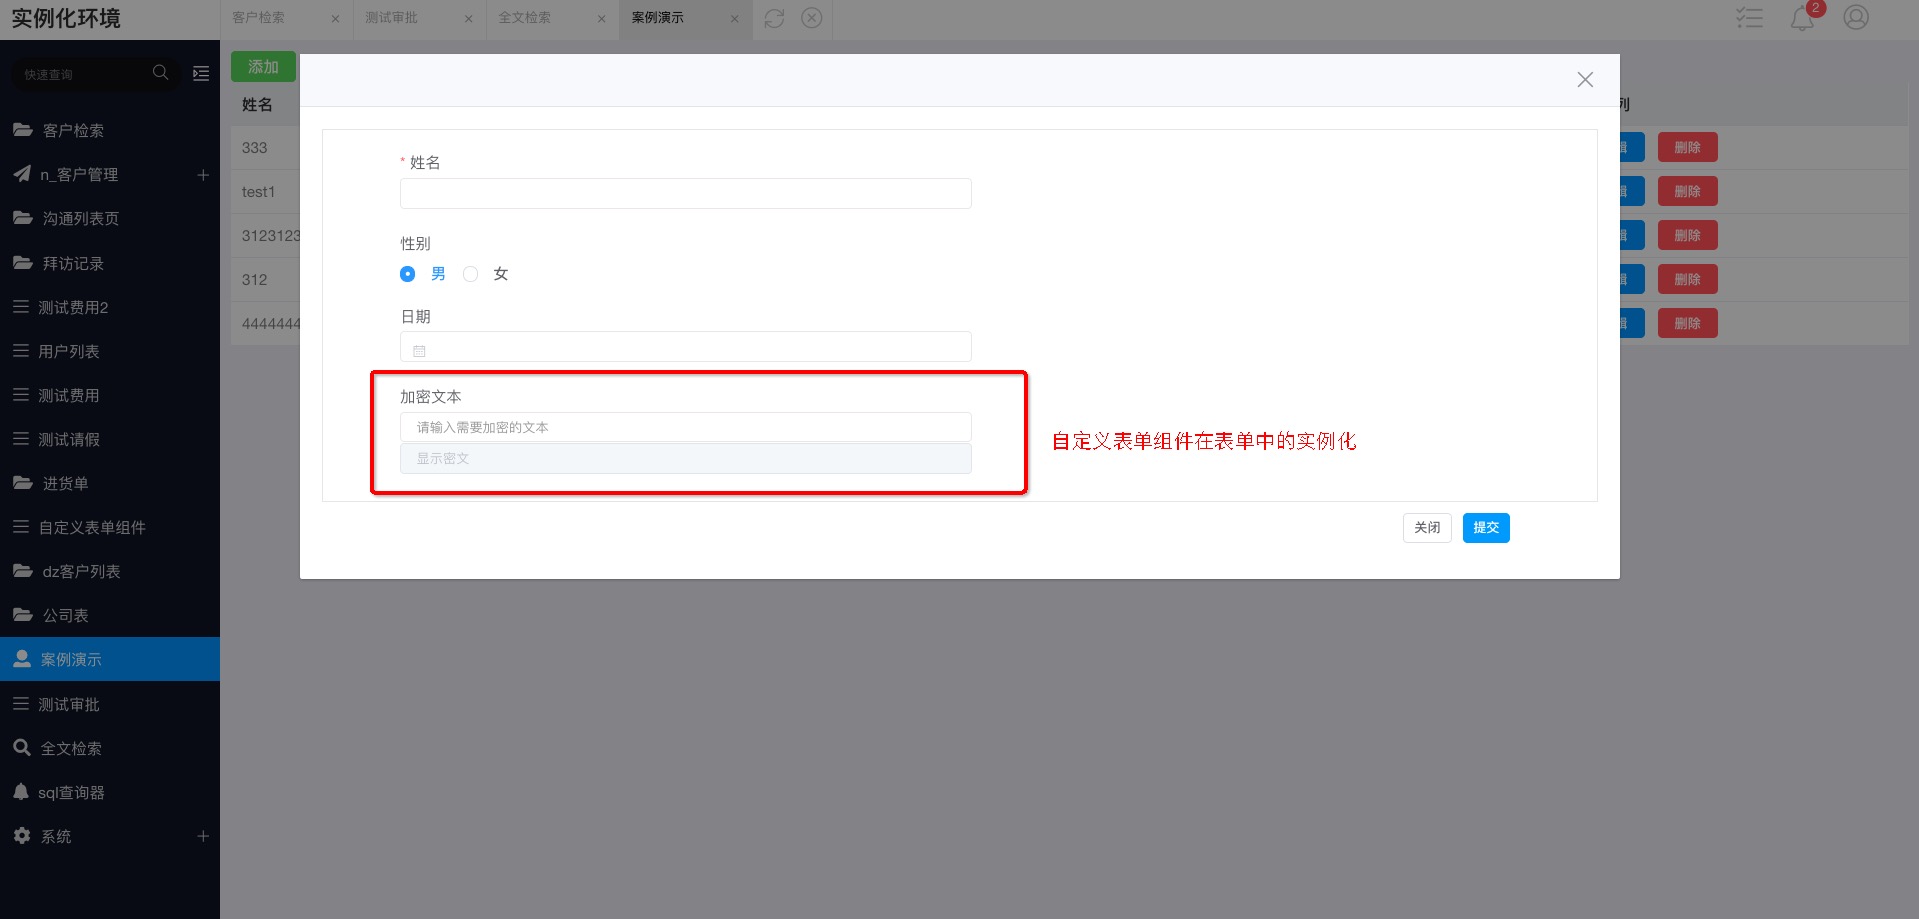 实例化环境
客户检索
测试审批
全文检索
案例演示
2
快速查询
客户检索
n_客户管理
沟通列表页
拜访记录
测试费用2
用户列表
测试费用
测试请假
进货单
自定义表单组件
dz客户列表
公司表
案例演示
测试审批
全文检索
sql查询器
系统
添加
姓名
333
删除
test1
删除
3123123
删除
312
删除
4444444
删除
* 姓名
性别
男 女
日期
加密文本
请输入需要加密的文本
显示密文
自定义表单组件在表单中的实例化
关闭 提交